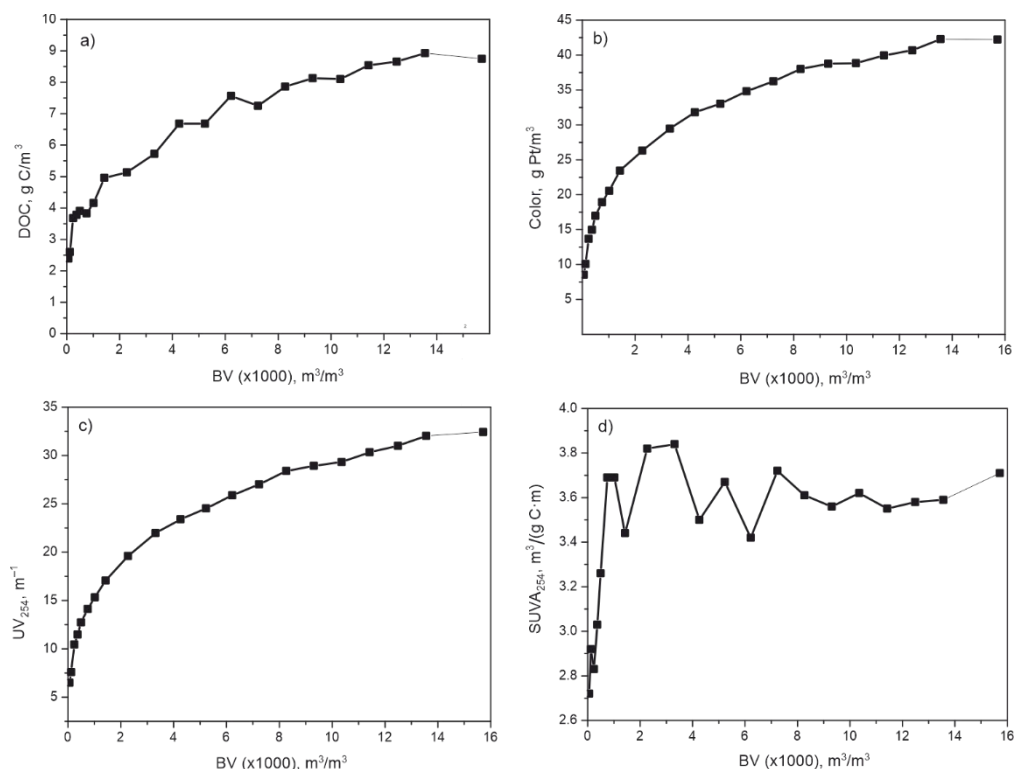 a)
10
9
8
7
6
5
4
3
2
1
0
DOC, g C/m³
0 2 4 6 8 10 12 14
BV (x1000), m³/m³
b)
45
40
35
30
25
20
15
10
5
Color, g Pt/m³
2 4 6 8 10 12 14 16
BV (x1000), m³/m³
c)
35
30
25
20
15
10
5
UV₂₅₄, m⁻¹
0 2 4 6 8 10 12 14 16
BV (x1000), m³/m³
d)
4.0
3.8
3.6
3.4
3.2
3.0
2.8
2.6
SUVA₂₅₄, m³/(g C·m)
0 2 4 6 8 10 12 14 16
BV (x1000), m³/m³